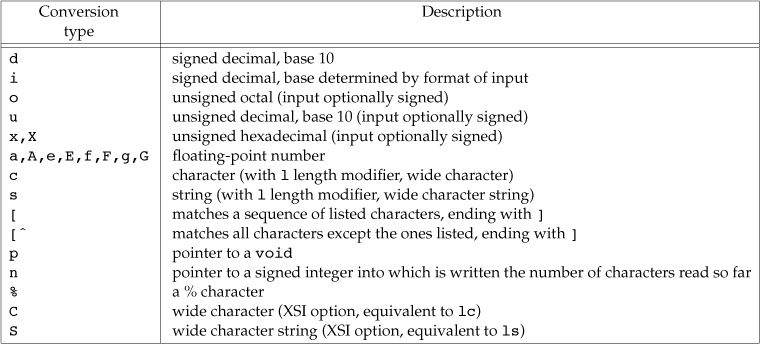 Conversion Description
type
d signed decimal, base 10
i signed decimal, base determined by format of input
o unsigned octal (input optionally signed)
u unsigned decimal, base 10 (input optionally signed)
x,X unsigned hexadecimal (input optionally signed)
a,A,e,E,f,F,g,G floating-point number
c character (with l length modifier, wide character)
s string (with l length modifier, wide character string)
[ matches a sequence of listed characters, ending with ]
[^ matches all characters except the ones listed, ending with ]
p pointer to a void
n pointer to a signed integer into which is written the number of characters read so far
% a % character
C wide character (XSI option, equivalent to lc)
S wide character string (XSI option, equivalent to ls)